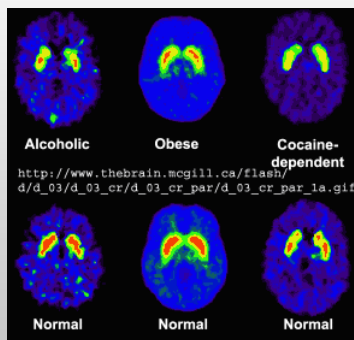 Alcoholic Obese Cocaine-
dependent
http://www.thebrain.mcgill.ca/flash/
d/d_03/d_03_cr/d_03_cr_par/d_03_cr_par_1a.gif
Normal Normal Normal